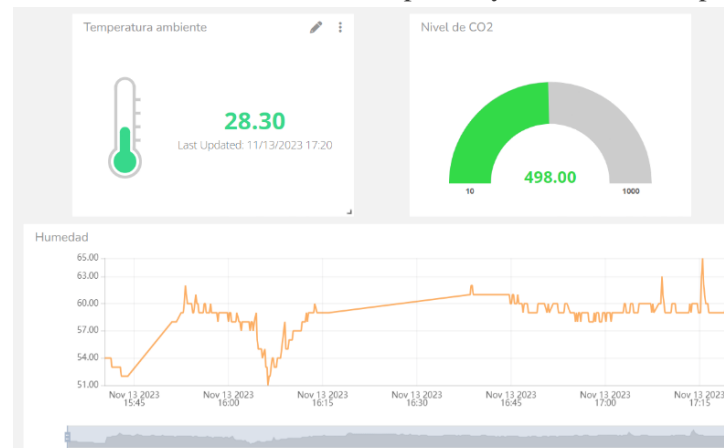 Temperatura ambiente
28.30
Last Updated: 11/13/2023 17:20
Nivel de CO2
498.00
10
1000
Humedad
65.00
63.00
60.00
57.00
54.00
51.00
Nov 13 2023 15:45
Nov 13 2023 16:00
Nov 13 2023 16:15
Nov 13 2023 16:30
Nov 13 2023 16:45
Nov 13 2023 17:00
Nov 13 2023 17:15